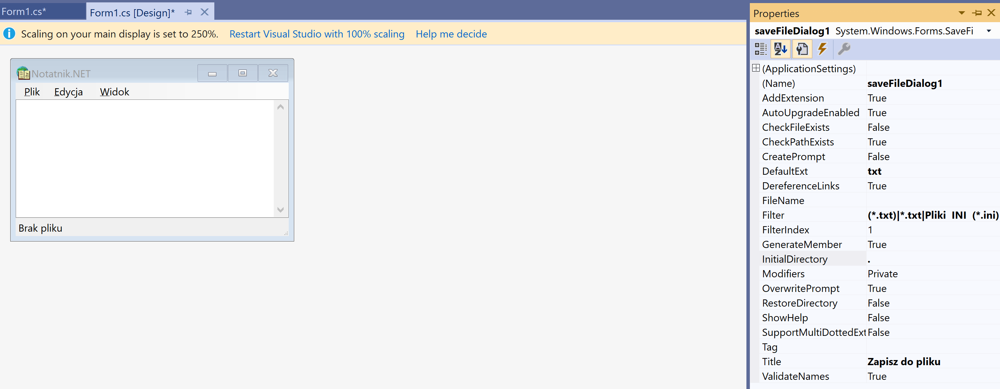 Form1.cs*
Form1.cs [Design]*
Scaling on your main display is set to 250%. Restart Visual Studio with 100% scaling Help me decide
Notatnik.NET
Plik Edycja Widok
Brak pliku
Properties
saveFileDialog1 System.Windows.Forms.SaveFi
(ApplicationSettings)
(Name) saveFileDialog1
AddExtension True
AutoUpgradeEnabled True
CheckFileExists False
CheckPathExists True
CreatePrompt False
DefaultExt txt
DereferenceLinks True
FileName
Filter (*.txt)|*.txt|Pliki INI (*.ini)
FilterIndex 1
GenerateMember True
InitialDirectory .
Modifiers Private
OverwritePrompt True
RestoreDirectory False
ShowHelp False
SupportMultiDottedExt False
Tag
Title Zapisz do pliku
ValidateNames True